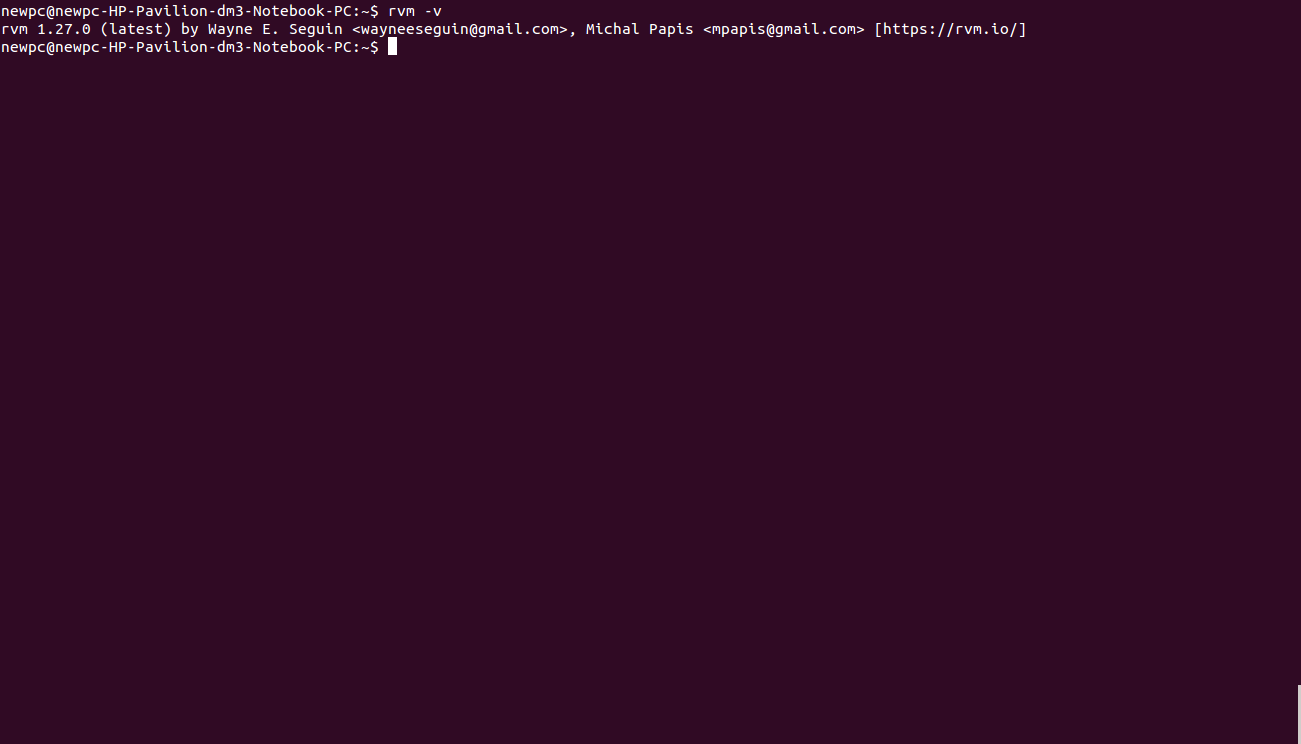 newpc@newpc-HP-Pavilion-dm3-Notebook-PC:~$ rvm -v
rvm 1.27.0 (latest) by Wayne E. Seguin <wayneeseguin@gmail.com>, Michal Papis <mpapis@gmail.com> [https://rvm.io/]
newpc@newpc-HP-Pavilion-dm3-Notebook-PC:~$